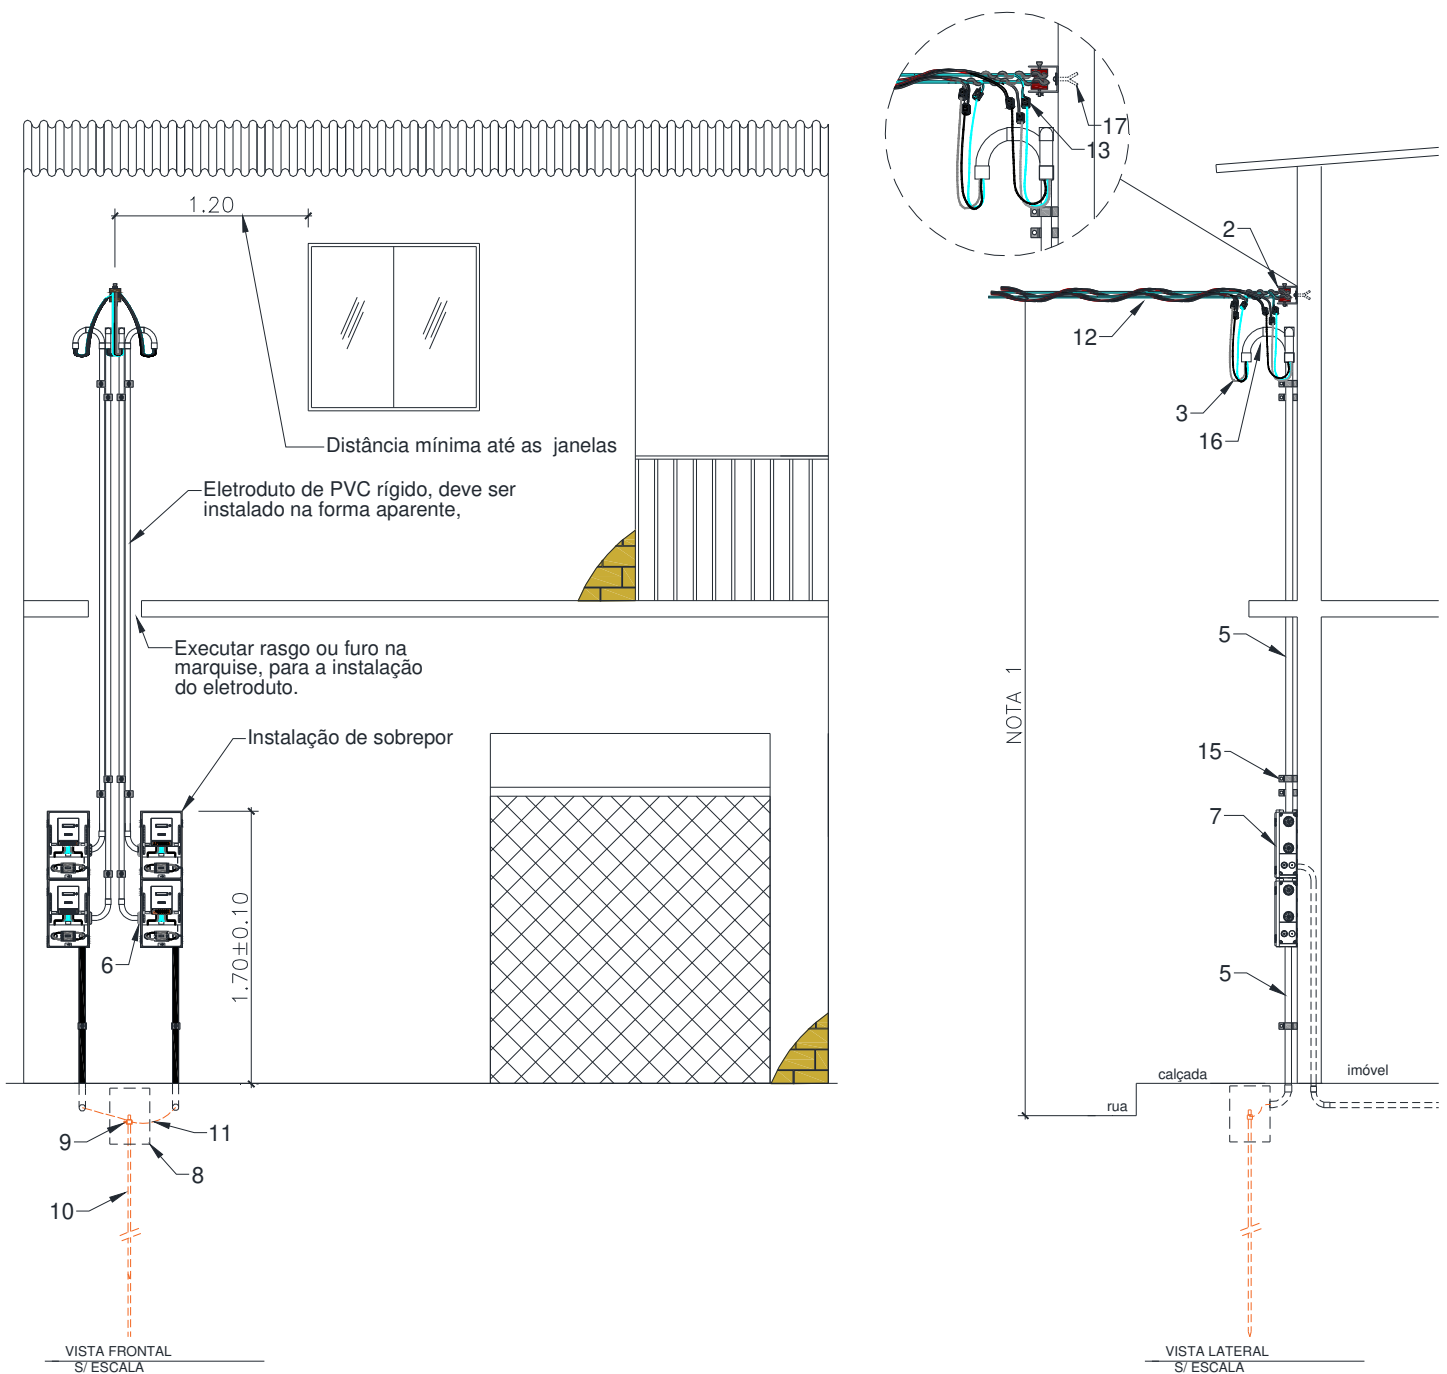 17
13
1.20
2
12
3
16
Distância mínima até as janelas
Eletroduto de PVC rígido, deve ser
instalado na forma aparente,
Executar rasgo ou furo na
marquise, para a instalação
do eletroduto.
Instalação de sobrepor
5
NOTA 1
15
7
6
1.70±0.10
5
calçada
imóvel
rua
9
11
8
10
VISTA FRONTAL
S/ ESCALA
VISTA LATERAL
S/ ESCALA